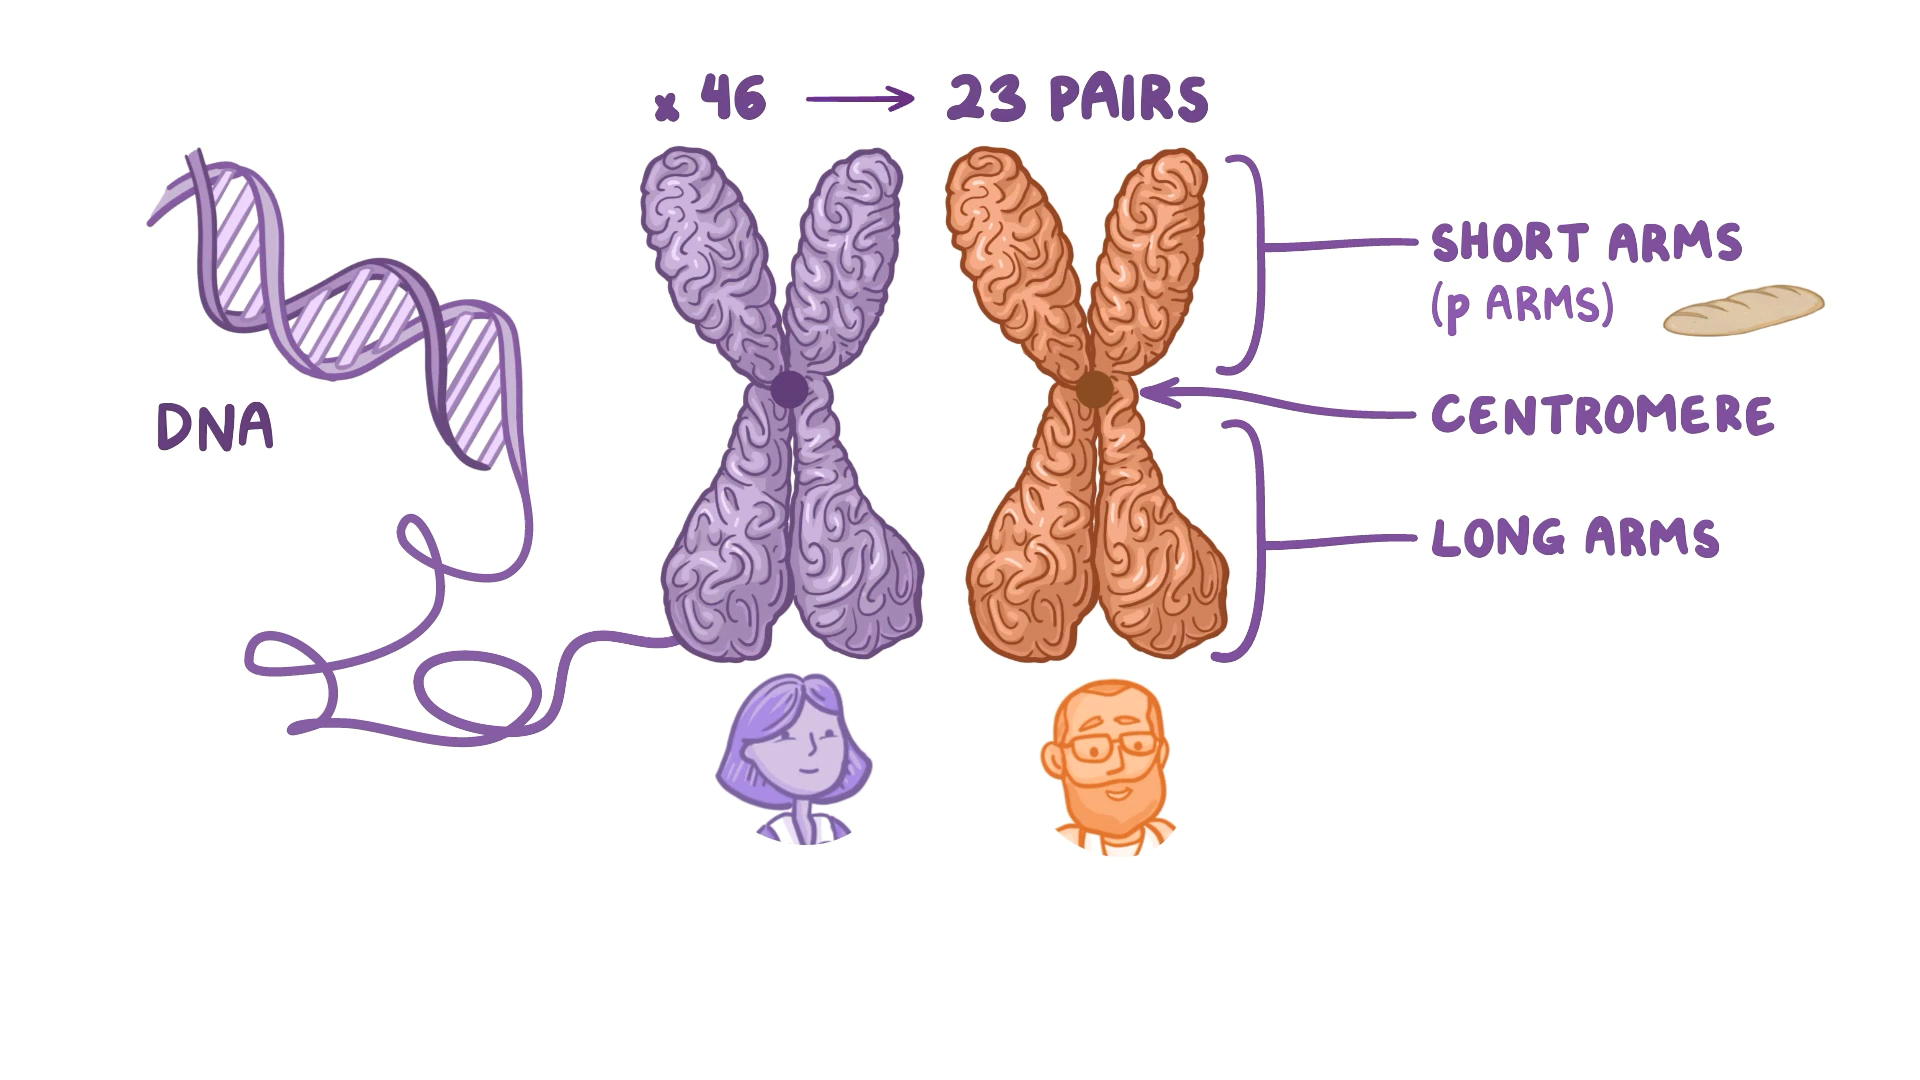 x 46 → 23 PAIRS
SHORT ARMS
(p ARMS)
CENTROMERE
DNA
LONG ARMS